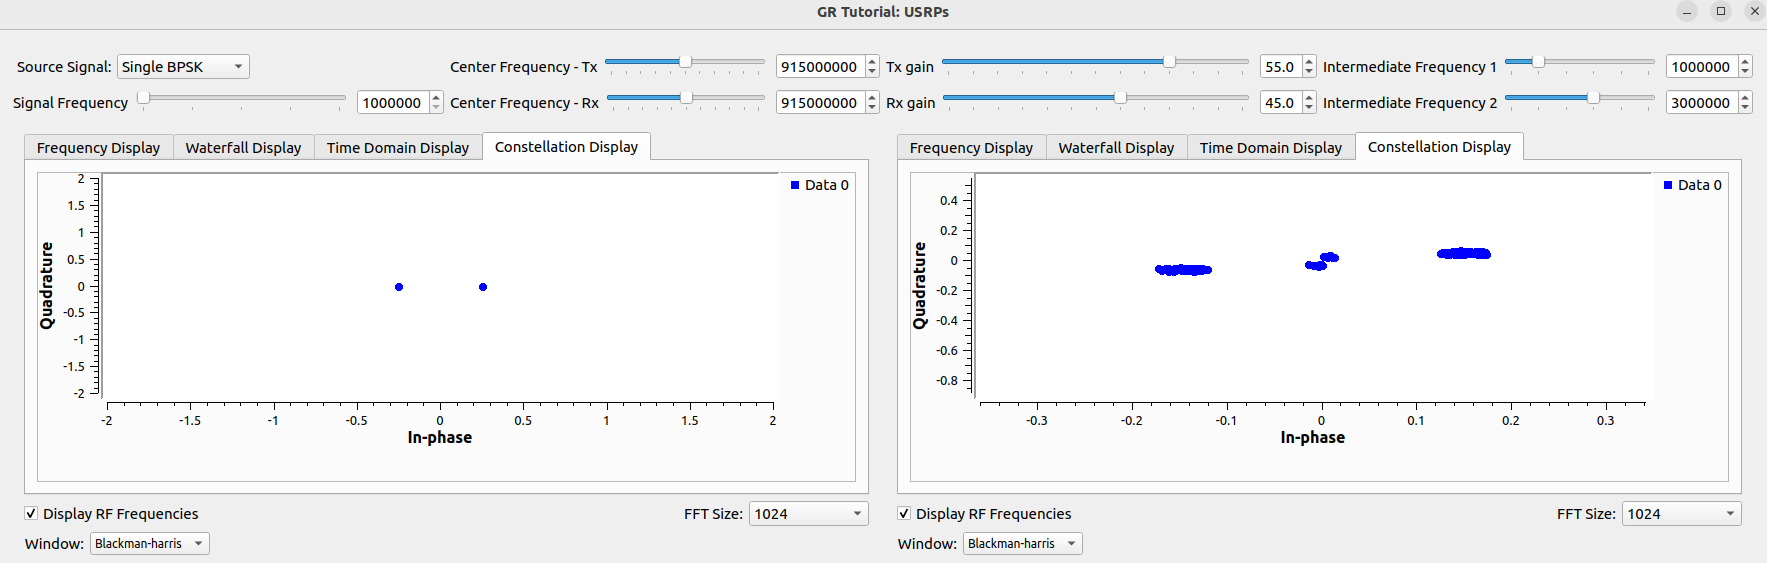 GR Tutorial: USRPs
Source Signal: Single BPSK Center Frequency - Tx 915000000 Tx gain 55.0 Intermediate Frequency 1 1000000
Signal Frequency 1000000 Center Frequency - Rx 915000000 Rx gain 45.0 Intermediate Frequency 2 3000000
Frequency Display Waterfall Display Time Domain Display Constellation Display
Data 0
Quadrature
2
1.5
1
0.5
0
-0.5
-1
-1.5
-2
-2 -1.5 -1 -0.5 0 0.5 1 1.5 2
In-phase
Display RF Frequencies FFT Size: 1024
Window: Blackman-harris
Frequency Display Waterfall Display Time Domain Display Constellation Display
Data 0
Quadrature
0.4
0.2
0
-0.2
-0.4
-0.6
-0.8
-0.3 -0.2 -0.1 0 0.1 0.2 0.3
In-phase
Display RF Frequencies FFT Size: 1024
Window: Blackman-harris